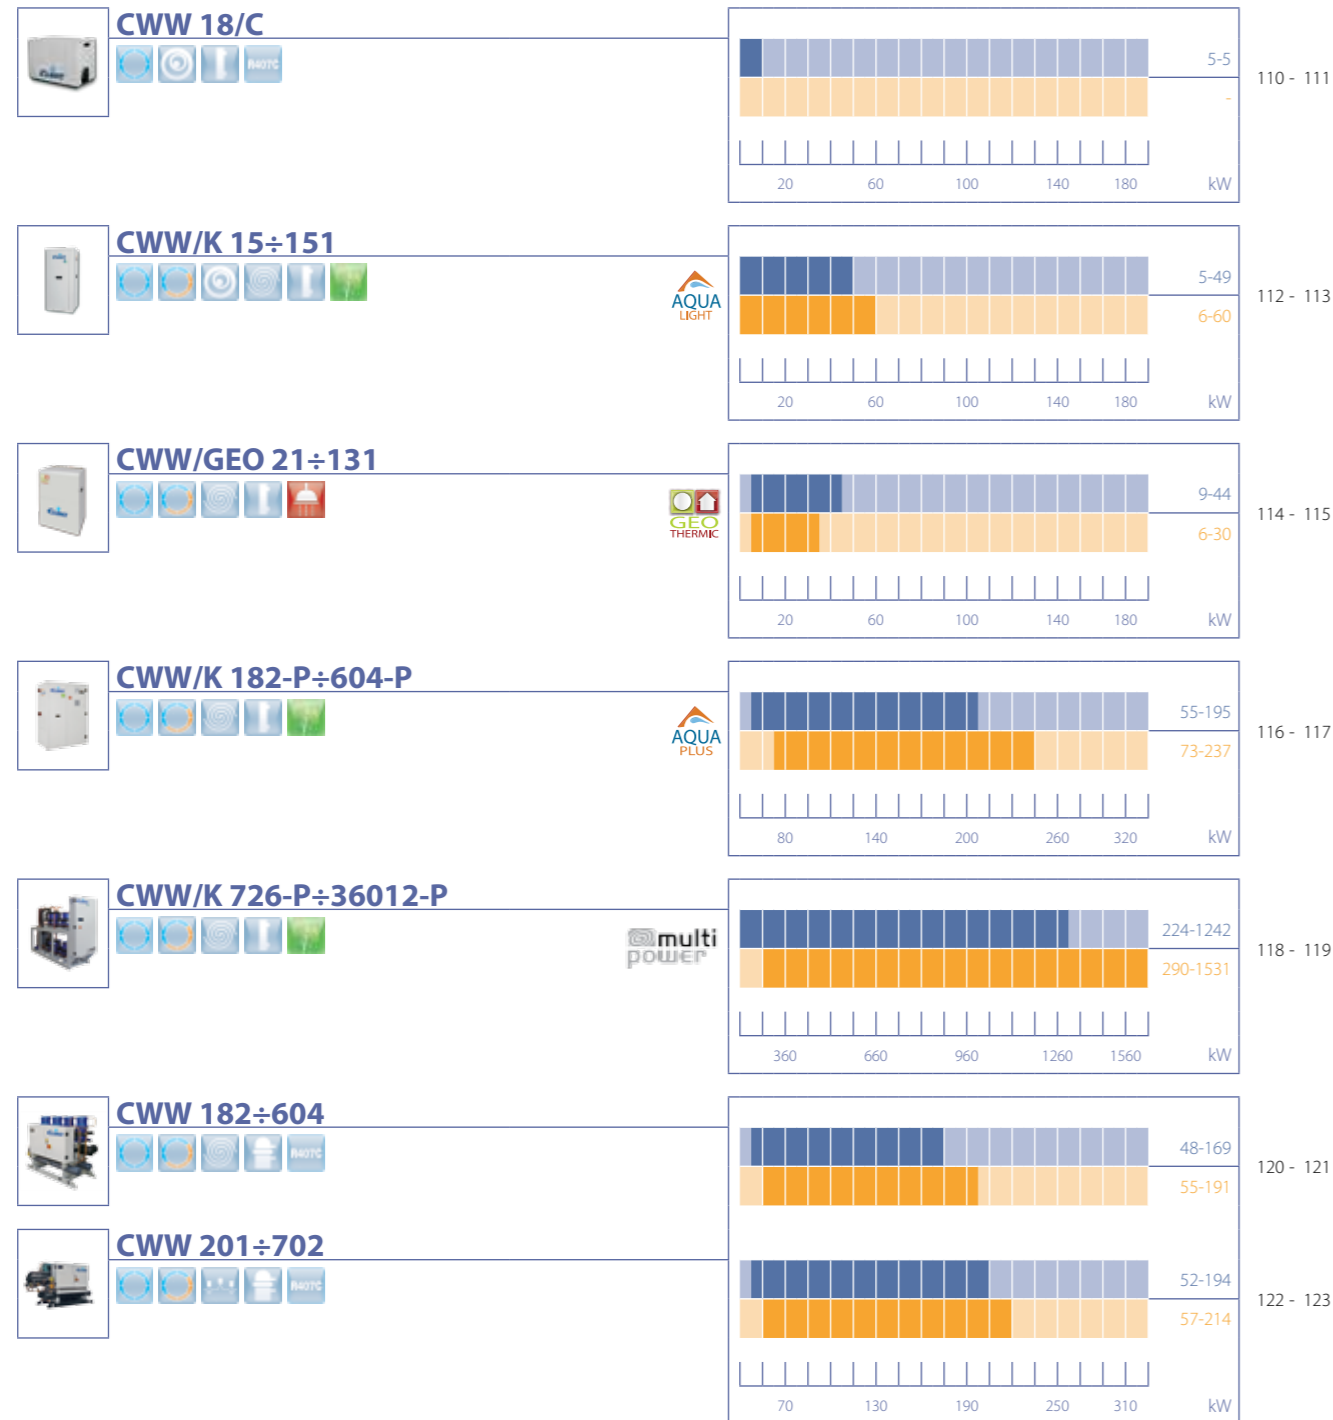 CWW 18/C
R407C
5-5
-
110 - 111
20 60 100 140 180 kW
CWW/K 15÷151
AQUA
LIGHT
5-49
6-60
112 - 113
20 60 100 140 180 kW
CWW/GEO 21÷131
GEO
THERMIC
9-44
6-30
114 - 115
20 60 100 140 180 kW
CWW/K 182-P÷604-P
AQUA
PLUS
55-195
73-237
116 - 117
80 140 200 260 320 kW
CWW/K 726-P÷36012-P
multi
power
224-1242
290-1531
118 - 119
360 660 960 1260 1560 kW
CWW 182÷604
R407C
48-169
55-191
120 - 121
CWW 201÷702
R407C
52-194
57-214
122 - 123
70 130 190 250 310 kW